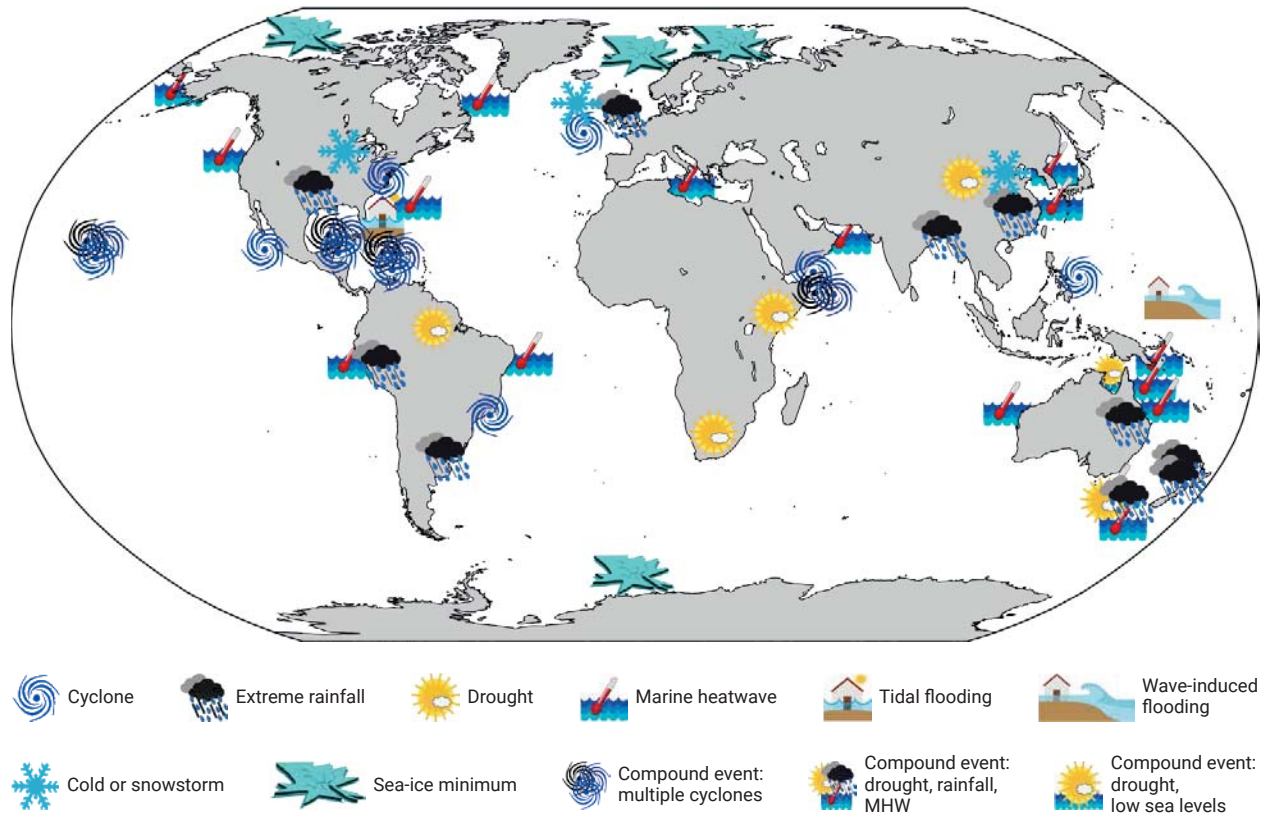 Cyclone
Extreme rainfall
Drought
Marine heatwave
Tidal flooding
Wave-induced
flooding
Cold or snowstorm
Sea-ice minimum
Compound event:
multiple cyclones
Compound event:
drought, rainfall,
MHW
Compound event:
drought,
low sea levels